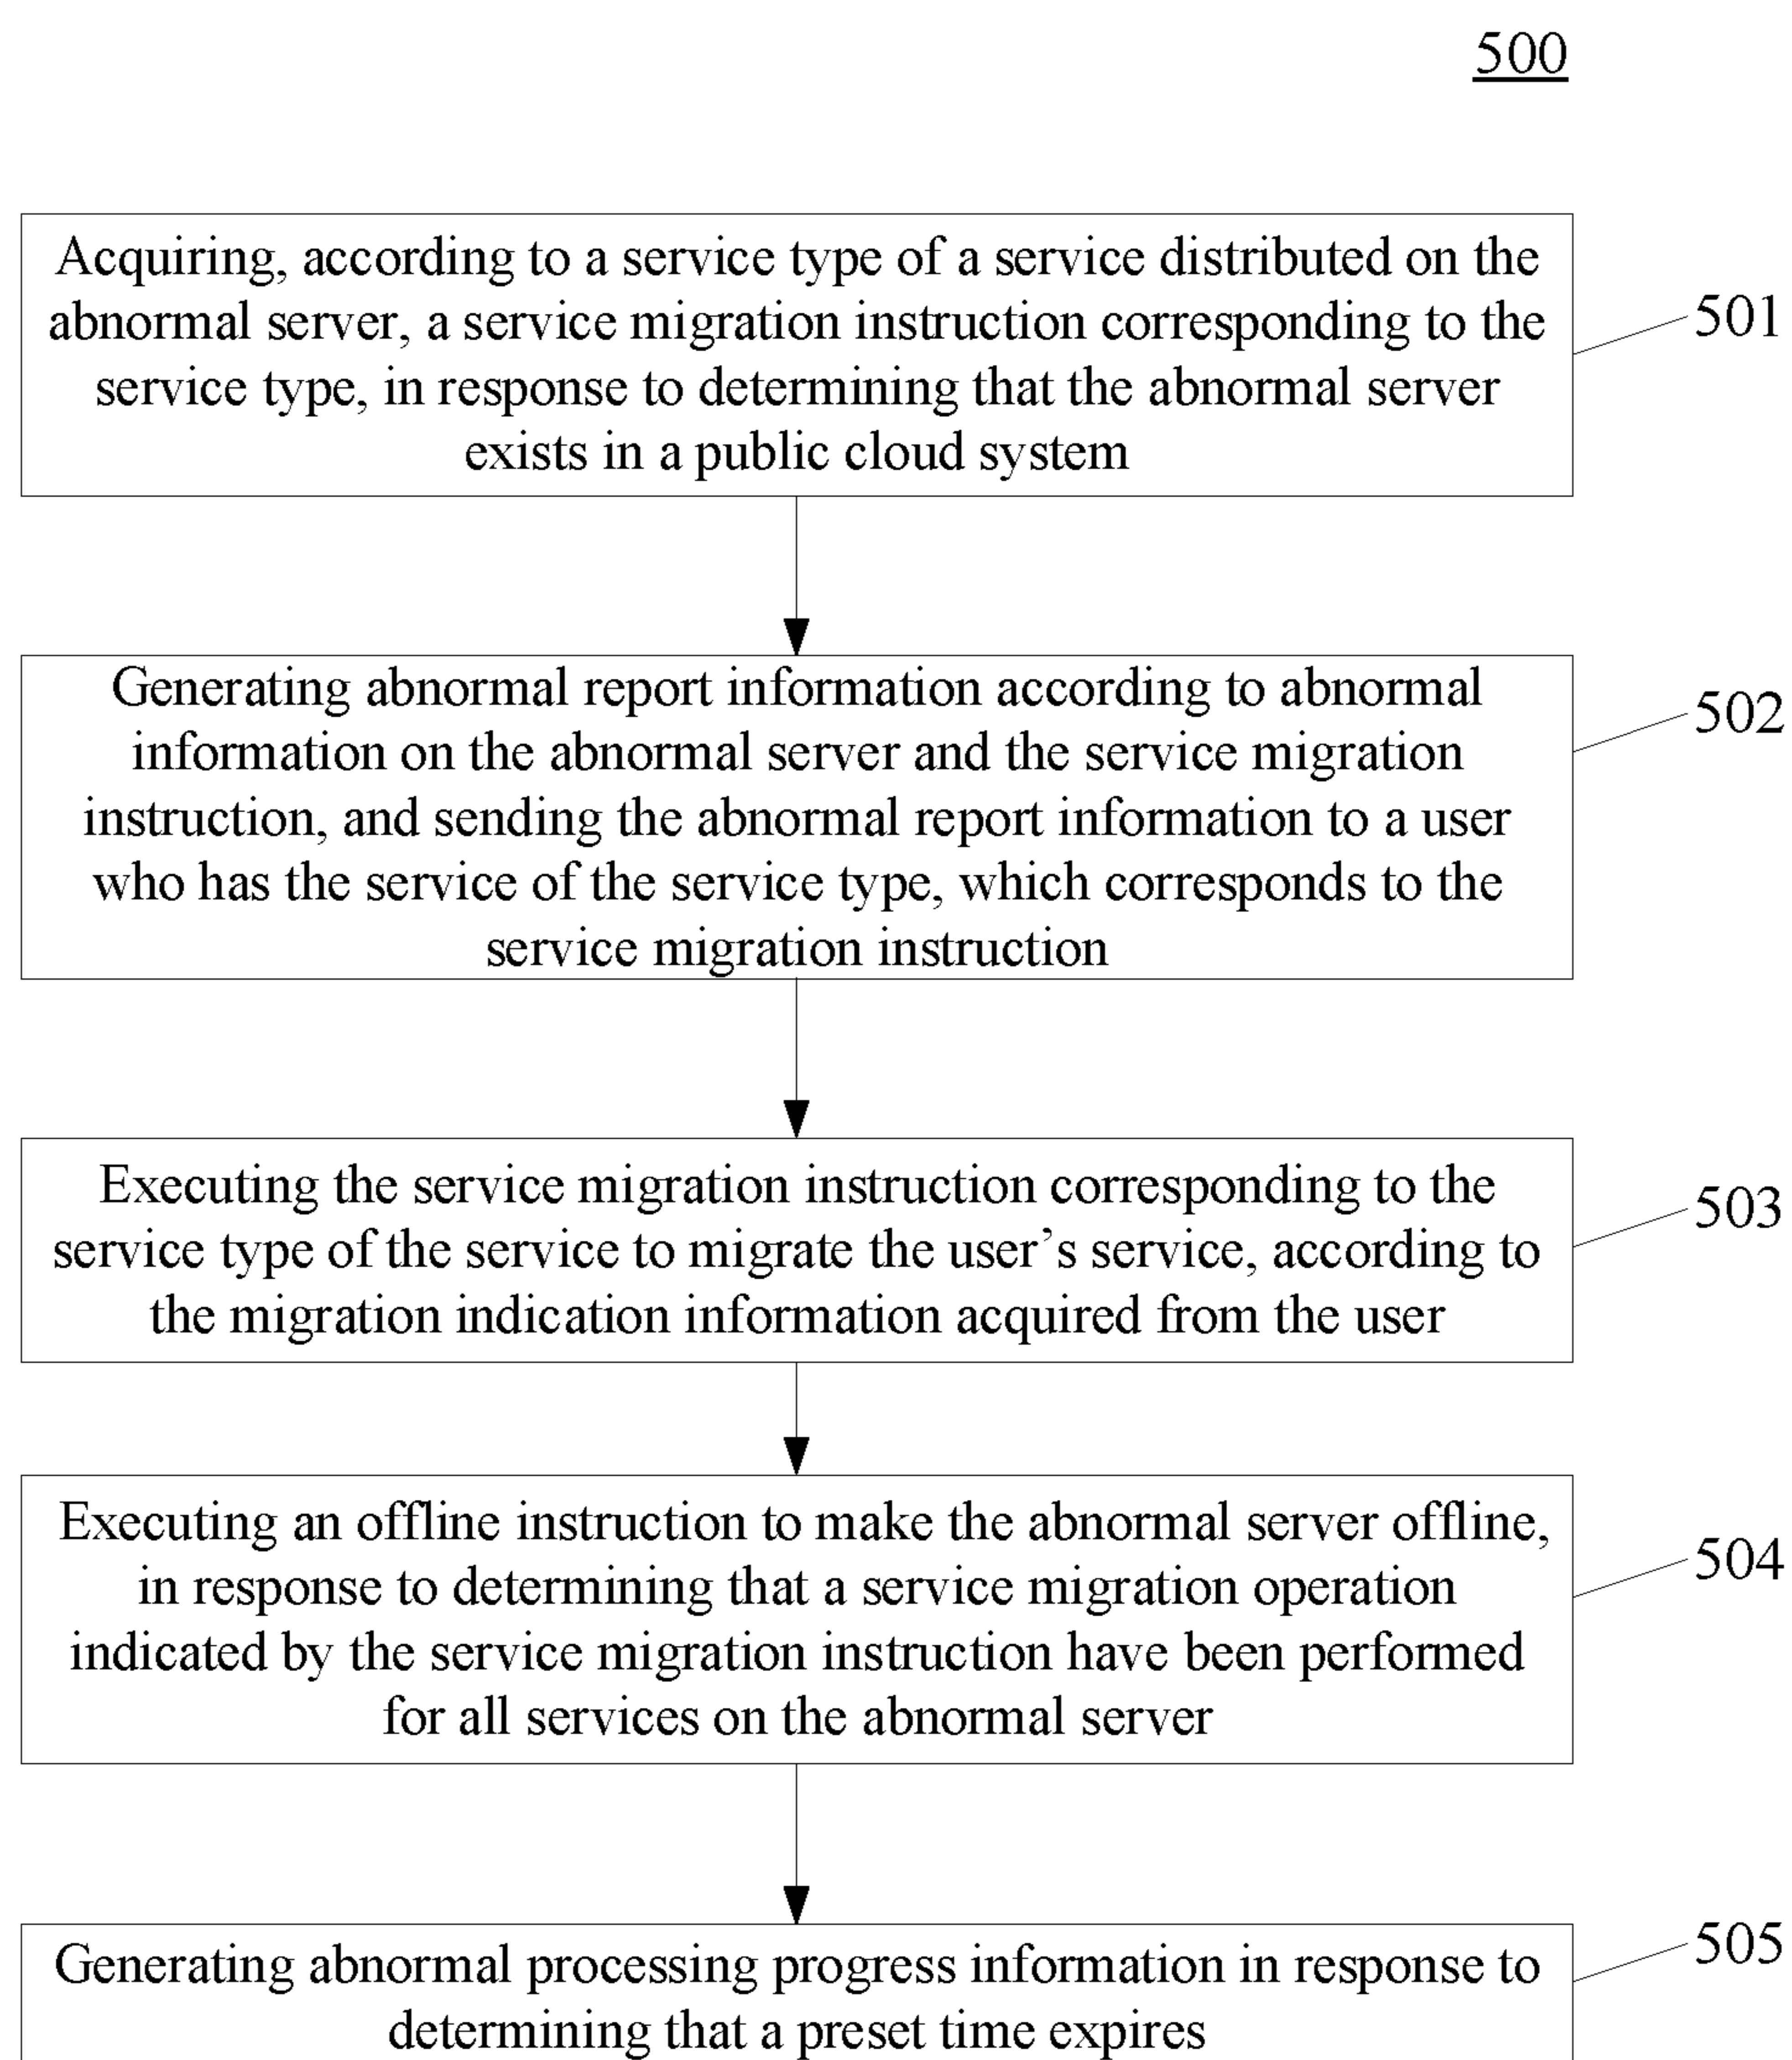 500
Acquiring, according to a service type of a service distributed on the
abnormal server, a service migration instruction corresponding to the
service type, in response to determining that the abnormal server
exists in a public cloud system
501
Generating abnormal report information according to abnormal
information on the abnormal server and the service migration
instruction, and sending the abnormal report information to a user
who has the service of the service type, which corresponds to the
service migration instruction
502
Executing the service migration instruction corresponding to the
service type of the service to migrate the user’s service, according to
the migration indication information acquired from the user
503
Executing an offline instruction to make the abnormal server offline,
in response to determining that a service migration operation
indicated by the service migration instruction have been performed
for all services on the abnormal server
504
Generating abnormal processing progress information in response to
determining that a preset time expires
505